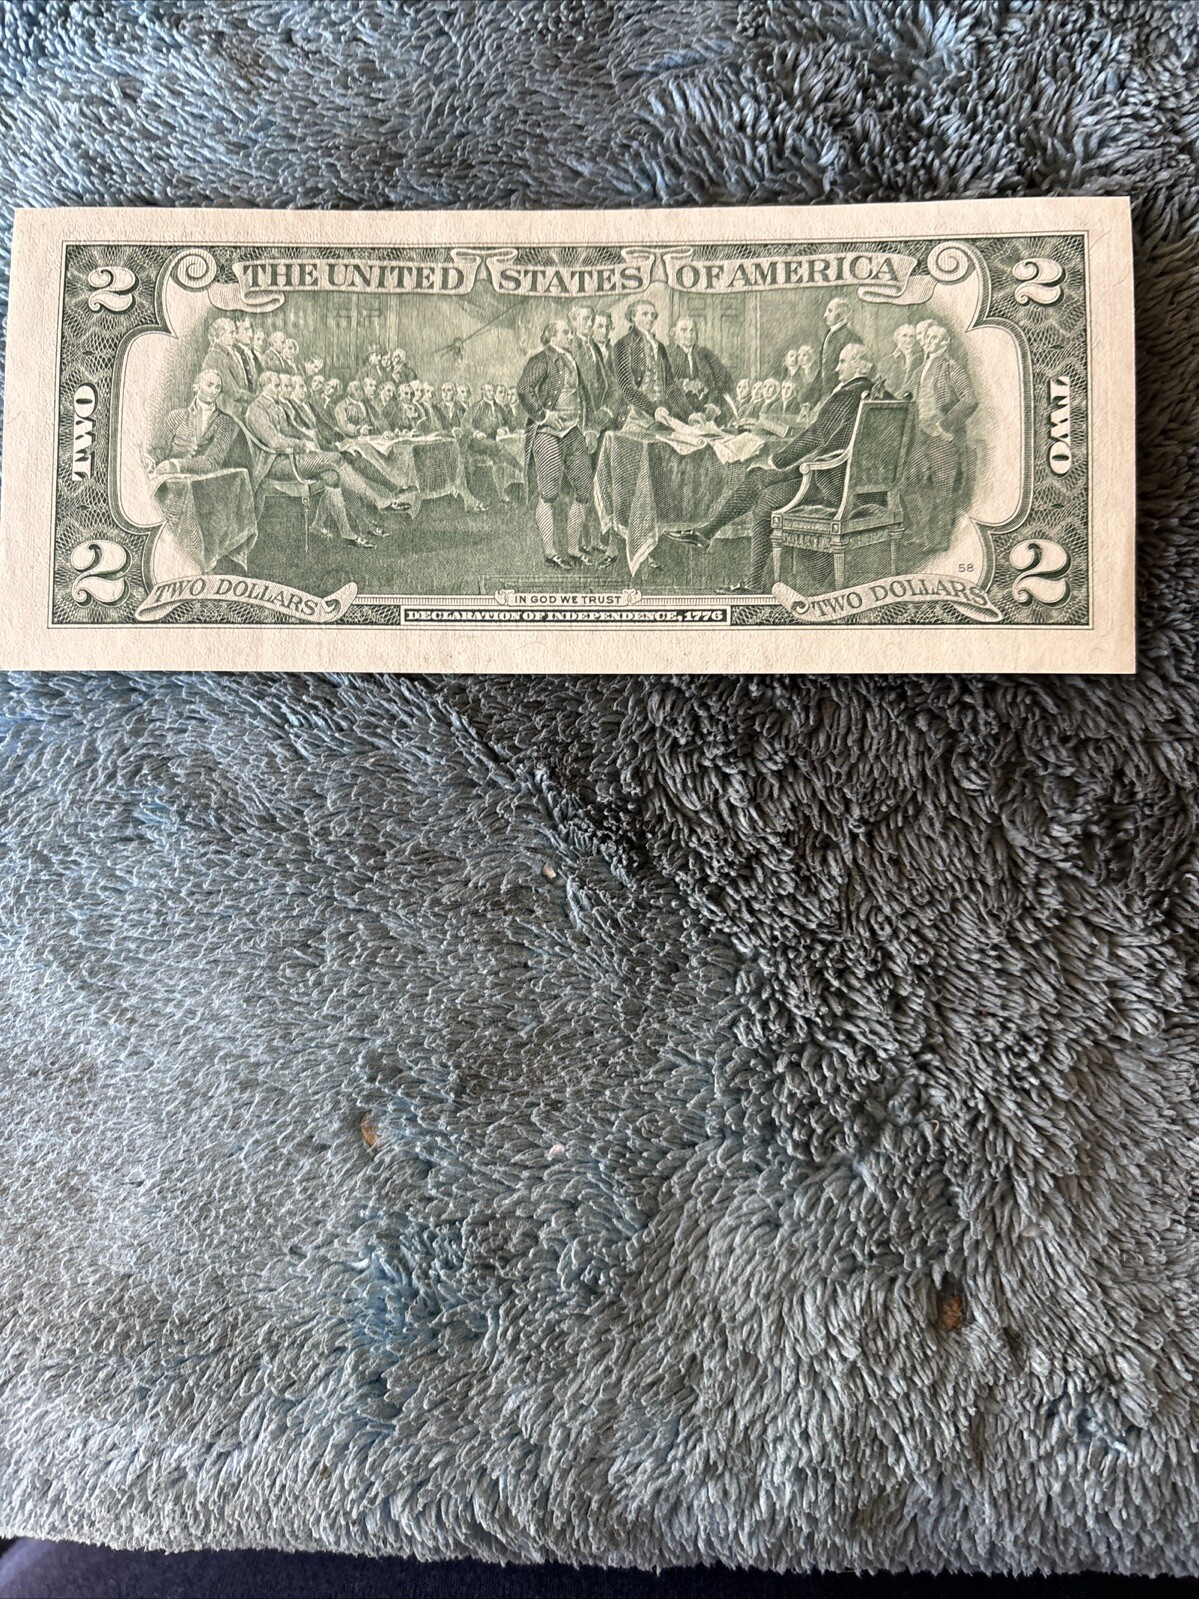 2 THE UNITED STATES OF AMERICA 2
TWO
TWO
58
2 TWO DOLLARS IN GOD WE TRUST TWO DOLLARS 2
DECLARATION OF INDEPENDENCE, 1776